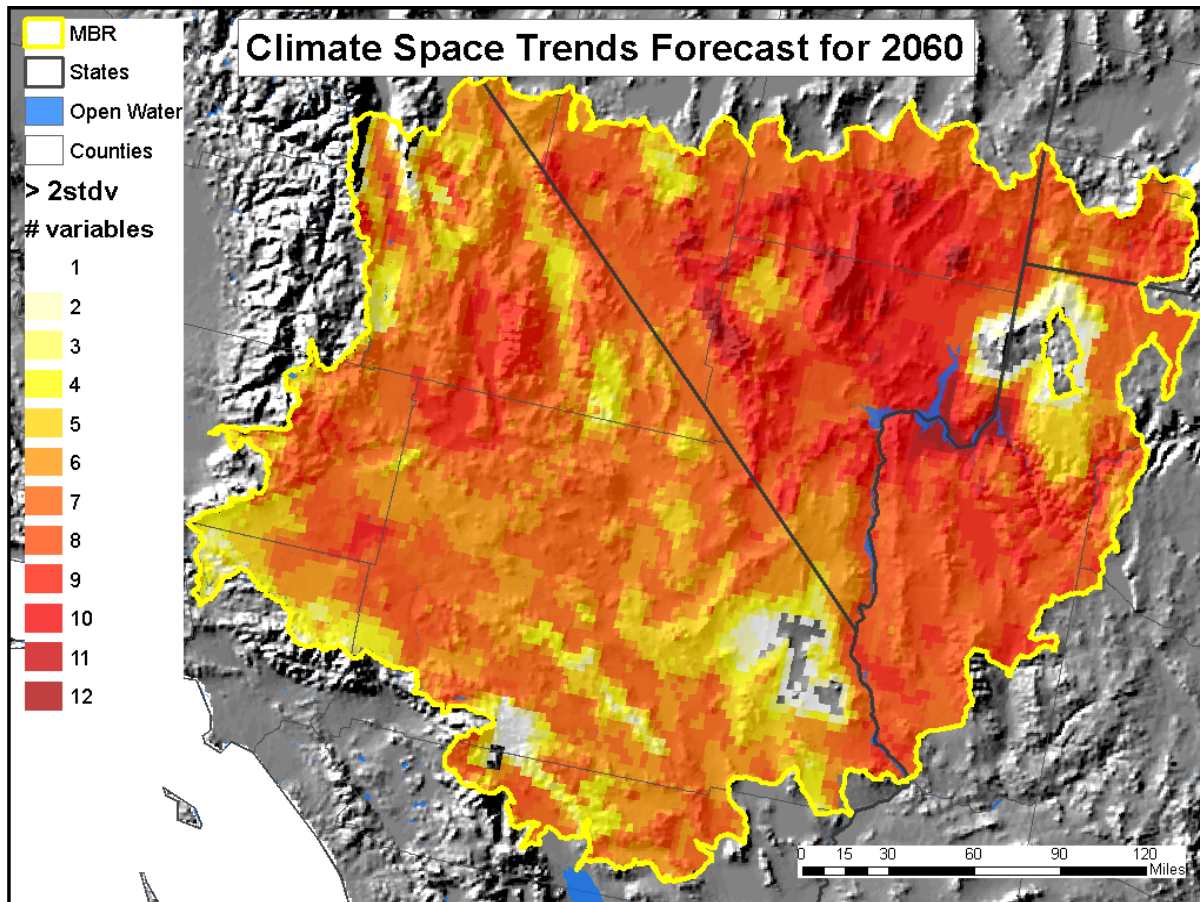 Climate Space Trends Forecast for 2060
MBR
States
Open Water
Counties
> 2stdv
# variables
1
2
3
4
5
6
7
8
9
10
11
12
0 15 30 60 90 120
Miles